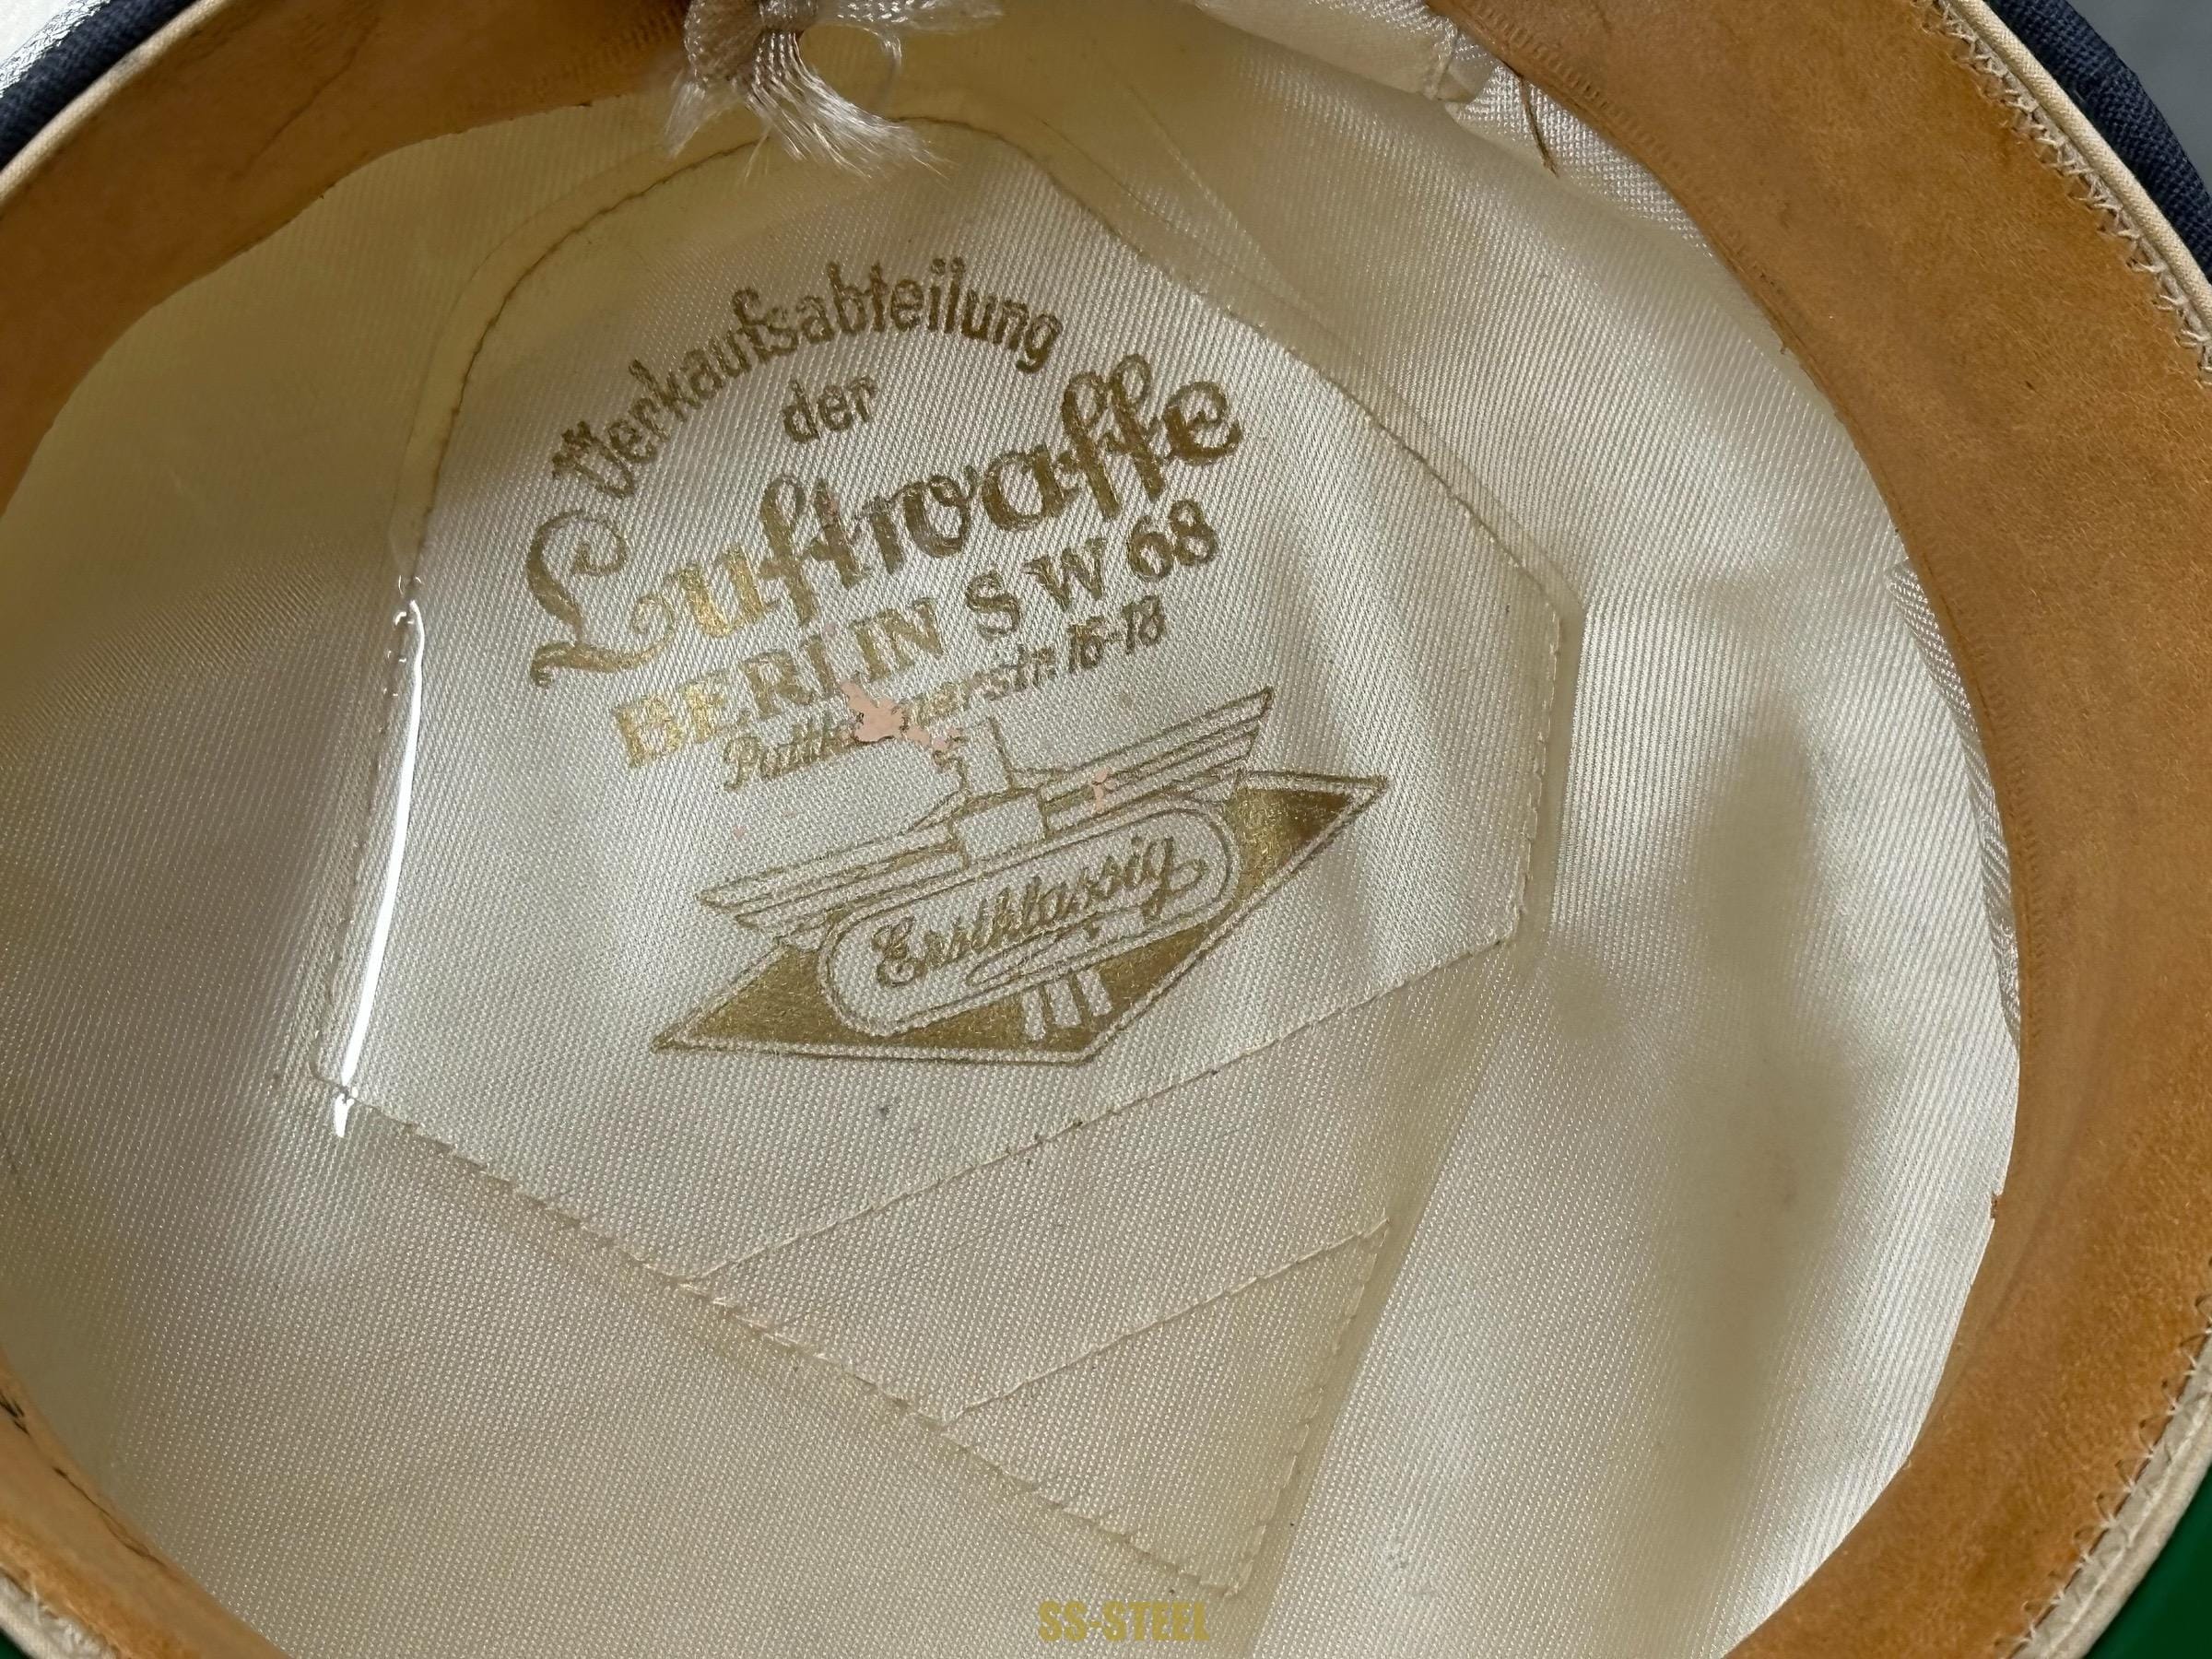 Verkaufsabteilung
der
Luftwaffe
BERLIN SW 68
Erstklassig
SS-STEEL